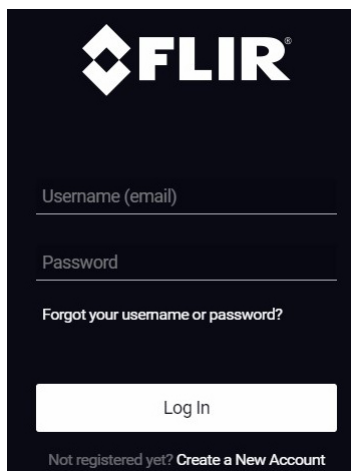 FLIR®
Username (email)
Password
Forgot your username or password?
Log In
Not registered yet? Create a New Account